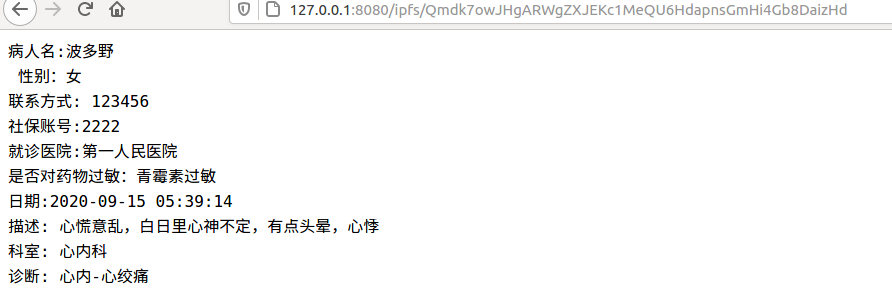 127.0.0.1:8080/ipfs/Qmdk7owJHgARWgZXJEKc1MeQU6HdapnsGmHi4Gb8DaizHd
病人名:波多野
性别: 女
联系方式: 123456
社保账号:2222
就诊医院:第一人民医院
是否对药物过敏: 青霉素过敏
日期:2020-09-15 05:39:14
描述: 心慌意乱，白日里心神不定，有点头晕，心悸
科室: 心内科
诊断: 心内-心绞痛